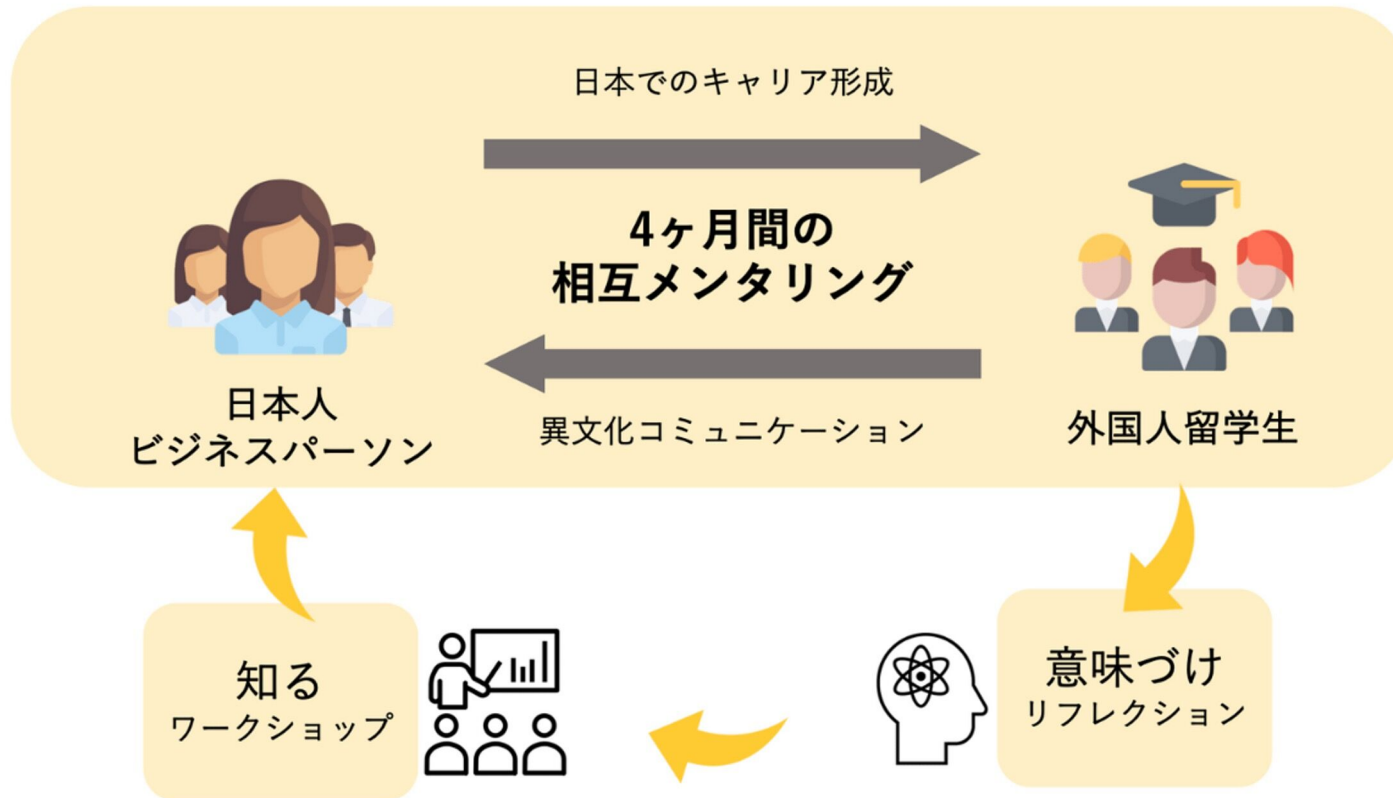 日本でのキャリア形成
4ヶ月間の
相互メンタリング
異文化コミュニケーション
日本人
ビジネスパーソン
外国人留学生
知る
ワークショップ
意味づけ
リフレクション